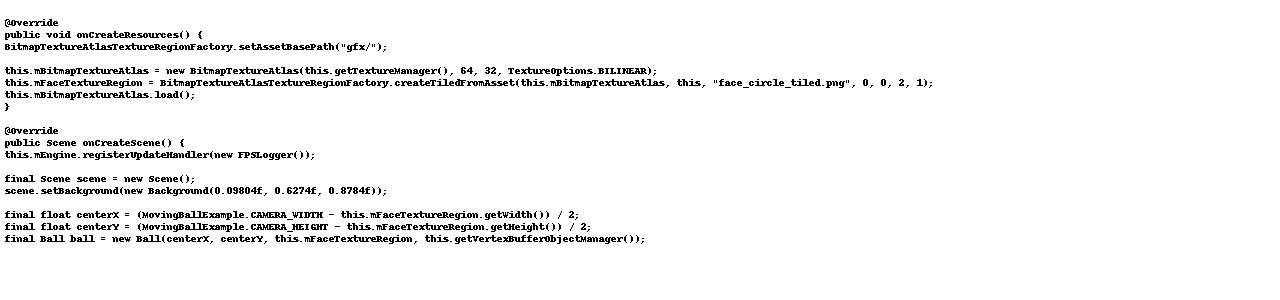 @Override
public void onCreateResources() {
BitmapTextureAtlasTextureRegionFactory.setAssetBasePath("gfx/");
this.mBitmapTextureAtlas = new BitmapTextureAtlas(this.getTextureManager(), 64, 32, TextureOptions.BILINEAR);
this.mFaceTextureRegion = BitmapTextureAtlasTextureRegionFactory.createTiledFromAsset(this.mBitmapTextureAtlas, this, "face_circle_tiled.png", 0, 0, 2, 1);
this.mBitmapTextureAtlas.load();
}
@Override
public Scene onCreateScene() {
this.mEngine.registerUpdateHandler(new FPSLogger());
final Scene scene = new Scene();
scene.setBackground(new Background(0.09804f, 0.6274f, 0.8784f));
final float centerX = (MovingBallExample.CAMERA_WIDTH - this.mFaceTextureRegion.getWidth()) / 2;
final float centerY = (MovingBallExample.CAMERA_HEIGHT - this.mFaceTextureRegion.getHeight()) / 2;
final Ball ball = new Ball(centerX, centerY, this.mFaceTextureRegion, this.getVertexBufferObjectManager());